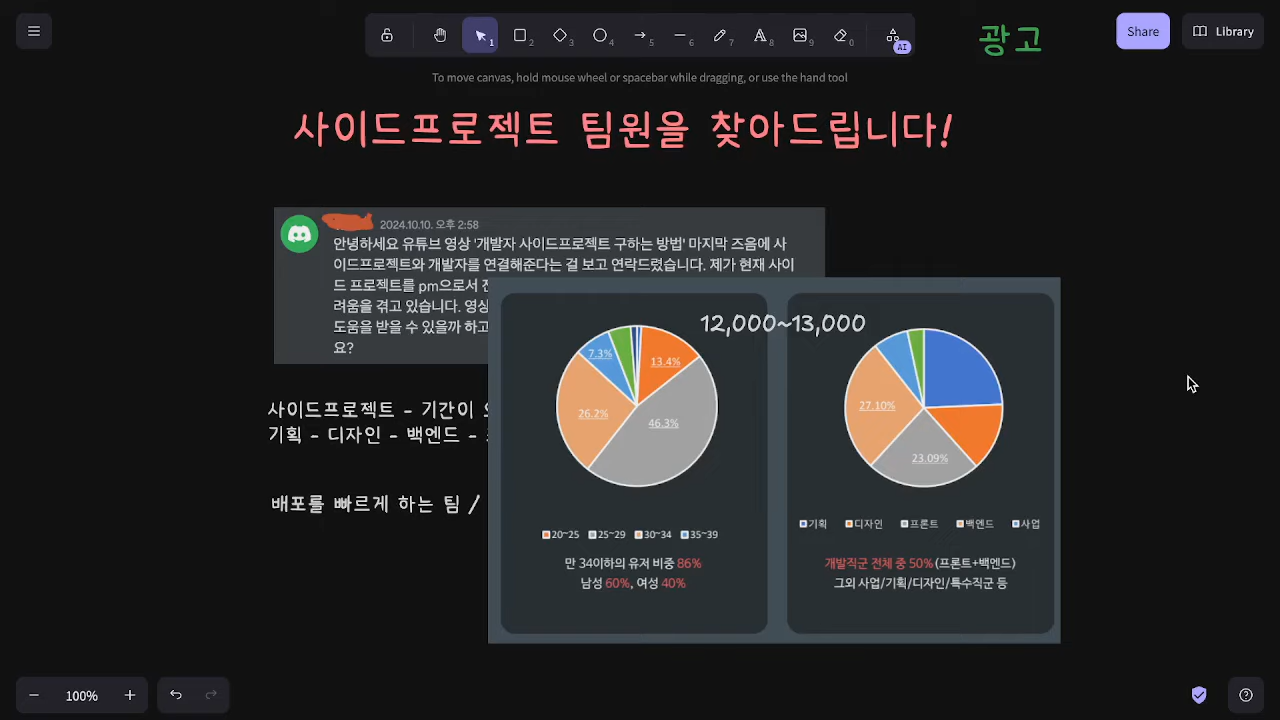 광고
Share
Library
1
2
3
4
5
6
7
8
9
0
AI
To move canvas, hold mouse wheel or spacebar while dragging, or use the hand tool
사이드프로젝트 팀원을 찾아드립니다!
2024.10.10. 오후 2:58
안녕하세요 유튜브 영상 '개발자 사이드프로젝트 구하는 방법' 마지막 즈음에 사
이드프로젝트와 개발자를 연결해준다는 걸 보고 연락드렸습니다. 제가 현재 사이
드 프로젝트를 pm으로서
려움을 겪고 있습니다. 영상
도움을 받을 수 있을까 하고
요?
사이드프로젝트 - 기간이
기획 - 디자인 - 백엔드 -
배포를 빠르게 하는 팀 /
12,000~13,000
7.3%
13.4%
26.2%
46.3%
20~25 25~29 30~34 35~39
만 34이하의 유저 비중 86%
남성 60%, 여성 40%
27.10%
23.09%
기획 디자인 프론트 백엔드 사업
개발직군 전체 중 50%(프론트+백엔드)
그외 사업/기획/디자인/특수직군 등
100%